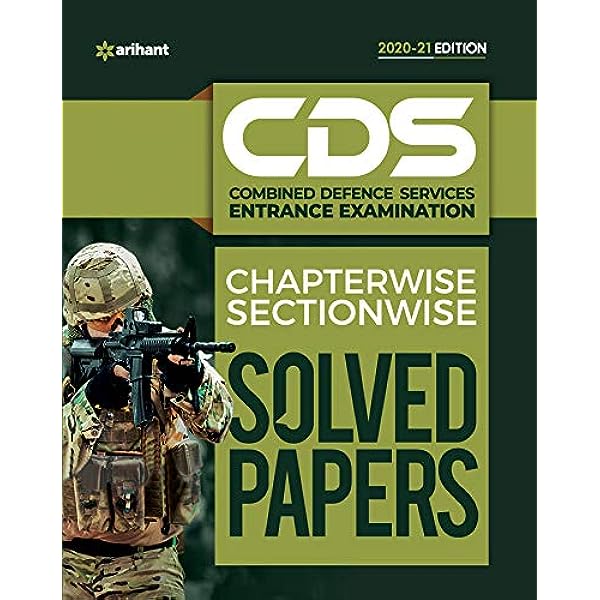 arihant
2020-21 EDITION
CDS
COMBINED DEFENCE SERVICES
ENTRANCE EXAMINATION
CHAPTERWISE
SECTIONWISE
SOLVED
PAPERS